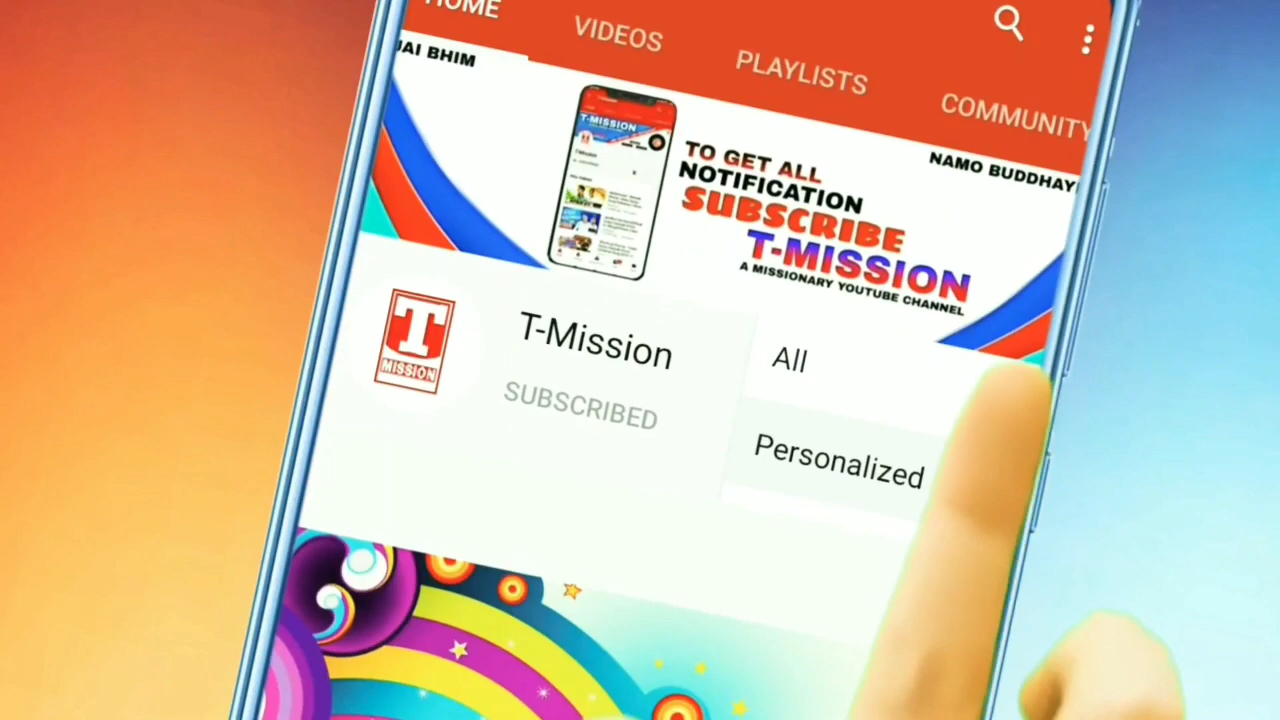 HOME
VIDEOS
PLAYLISTS
COMMUNITY
JAI BHIM
T-MISSION
TO GET ALL
NOTIFICATION
SUBSCRIBE
T-MISSION
A MISSIONARY YOUTUBE CHANNEL
NAMO BUDDHAY
T
MISSION
T-Mission
SUBSCRIBED
All
Personalized